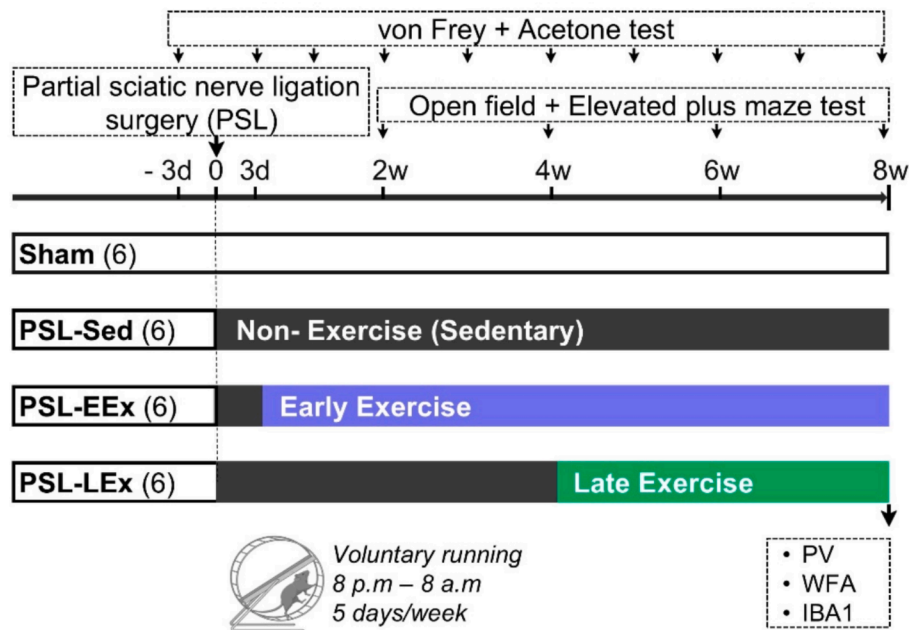 von Frey + Acetone test
Partial sciatic nerve ligation
surgery (PSL)
Open field + Elevated plus maze test
- 3d 0 3d 2w 4w 6w 8w
Sham (6)
PSL-Sed (6) Non- Exercise (Sedentary)
PSL-EEx (6) Early Exercise
PSL-LEx (6) Late Exercise
Voluntary running
8 p.m – 8 a.m
5 days/week
• PV
• WFA
• IBA1